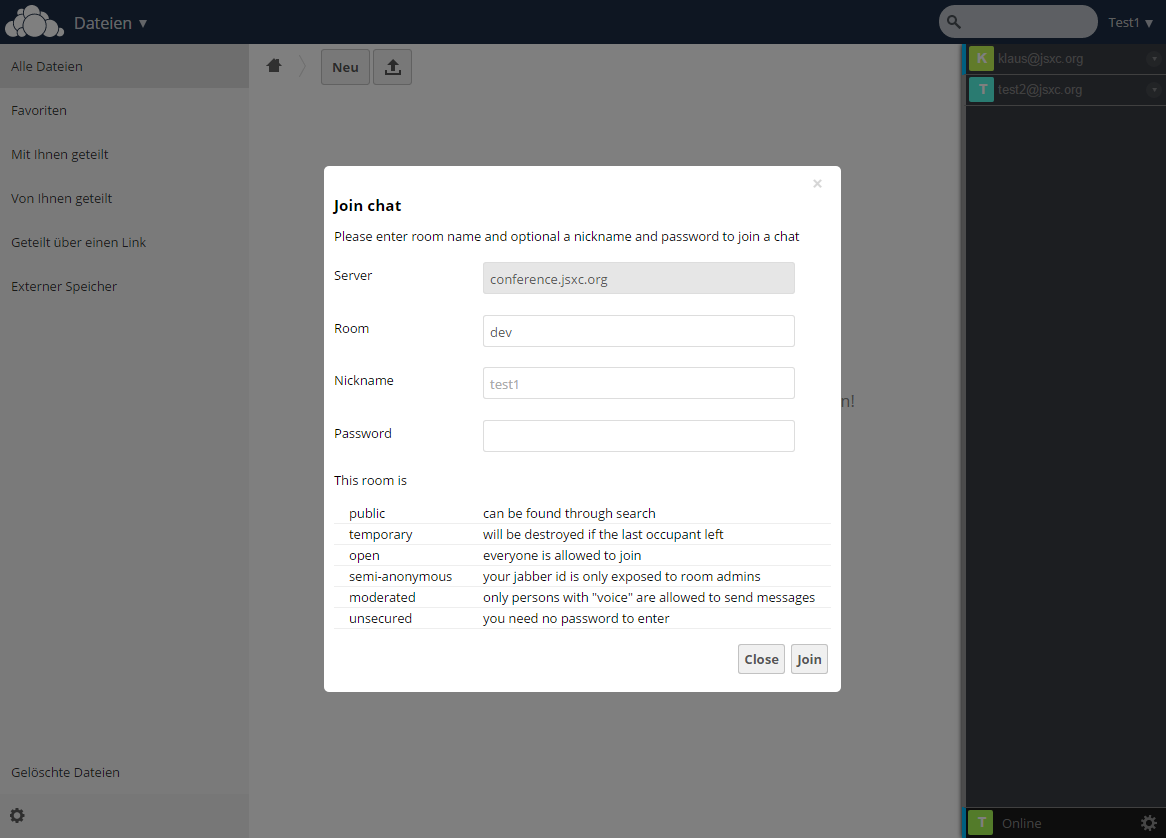 Dateien ▼
Test1 ▼
Alle Dateien
Favoriten
Mit Ihnen geteilt
Von Ihnen geteilt
Geteilt über einen Link
Externer Speicher
Gelöschte Dateien
Neu
n!
×
Join chat
Please enter room name and optional a nickname and password to join a chat
Server conference.jsxc.org
Room dev
Nickname test1
Password
This room is
public can be found through search
temporary will be destroyed if the last occupant left
open everyone is allowed to join
semi-anonymous your jabber id is only exposed to room admins
moderated only persons with "voice" are allowed to send messages
unsecured you need no password to enter
Close Join
K klaus@jsxc.org
T test2@jsxc.org
T Online